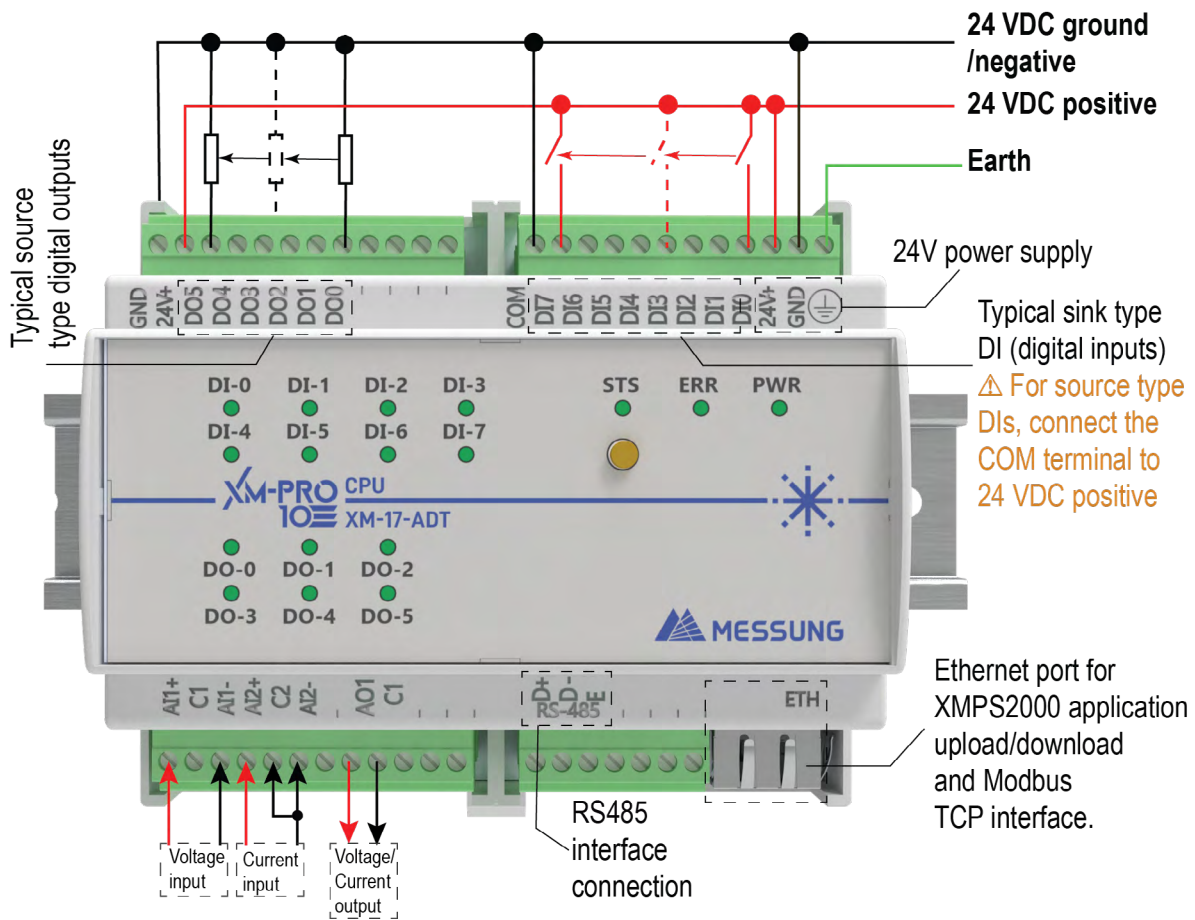 24 VDC ground
/negative
24 VDC positive
Earth
Typical source
type digital outputs
24V power supply
GND
24V+
DO5
DO4
DO3
DO2
DO1
DO0
COM
DI7
DI6
DI5
DI4
DI3
DI2
DI1
DI0
24V+
GND
Typical sink type
DI (digital inputs)
⚠ For source type
DIs, connect the
COM terminal to
24 VDC positive
DI-0 DI-1 DI-2 DI-3
STS ERR PWR
DI-4 DI-5 DI-6 DI-7
XM-PRO CPU
10 XM-17-ADT
DO-0 DO-1 DO-2
DO-3 DO-4 DO-5
MESSUNG
AI1+
C1
AI1-
AI2+
C2
AI2-
AO1
C1
D+
D-
E
RS-485
ETH
Ethernet port for
XMPS2000 application
upload/download
and Modbus
TCP interface.
Voltage
input
Current
input
Voltage/
Current
output
RS485
interface
connection